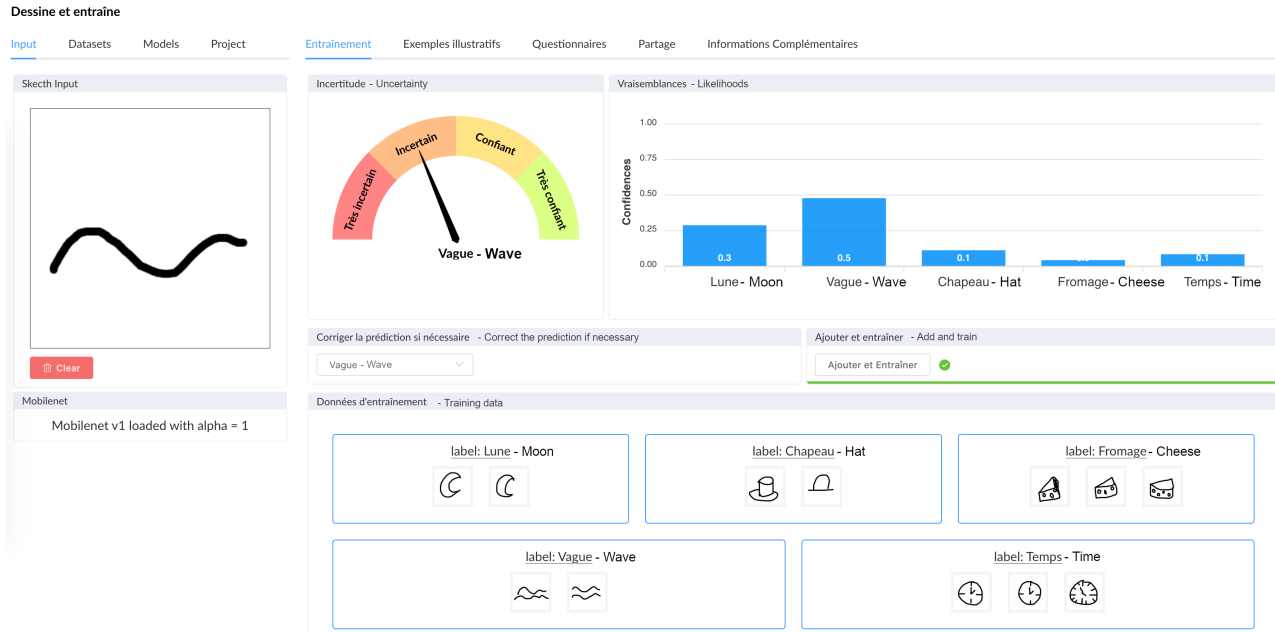 Dessine et entraîne
Input Datasets Models Project
Entraînement Exemples illustratifs Questionnaires Partage Informations Complémentaires
Skecth Input
Clear
Mobilenet
Mobilenet v1 loaded with alpha = 1
Incertitude - Uncertainty
Très incertain
Incertain
Confiant
Très confiant
Vague - Wave
Vraisemblances - Likelihoods
Confidences
1.00
0.75
0.50
0.25
0.00
0.3 0.5 0.1 0.1
Lune - Moon Vague - Wave Chapeau - Hat Fromage - Cheese Temps - Time
Corriger la prédiction si nécessaire - Correct the prediction if necessary
Vague - Wave
Ajouter et entraîner - Add and train
Ajouter et Entraîner
Données d'entraînement - Training data
label: Lune - Moon
label: Chapeau - Hat
label: Fromage - Cheese
label: Vague - Wave
label: Temps - Time